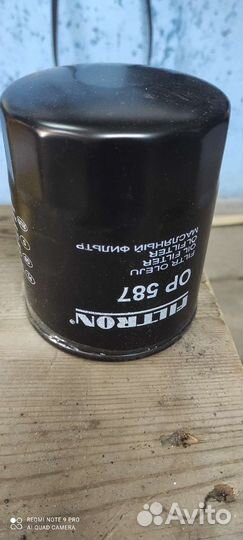 FILTRON®
OP 587
FILTR OLEJU
OIL FILTER
ÖLFILTER
МАСЛЯНЫЙ ФИЛЬТР
REDMI NOTE 9 PRO
AI QUAD CAMERA
Avito